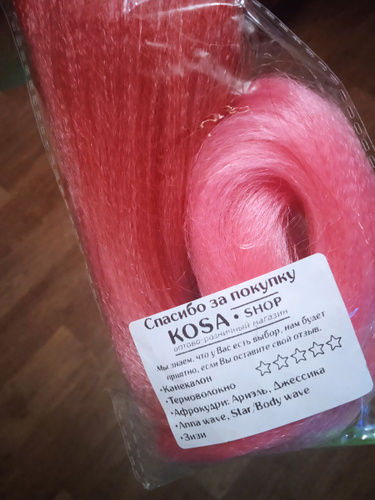 Спасибо за покупку
KOSA • SHOP
оптово-розничный магазин
Мы знаем, что у Вас есть выбор, нам будет
приятно, если Вы оставите свой отзыв.
•Канекалон
•Термоволокно
•Афрокудри: Ариэль, Джессика
•Anna wave, Star/Body wave
•Зизи